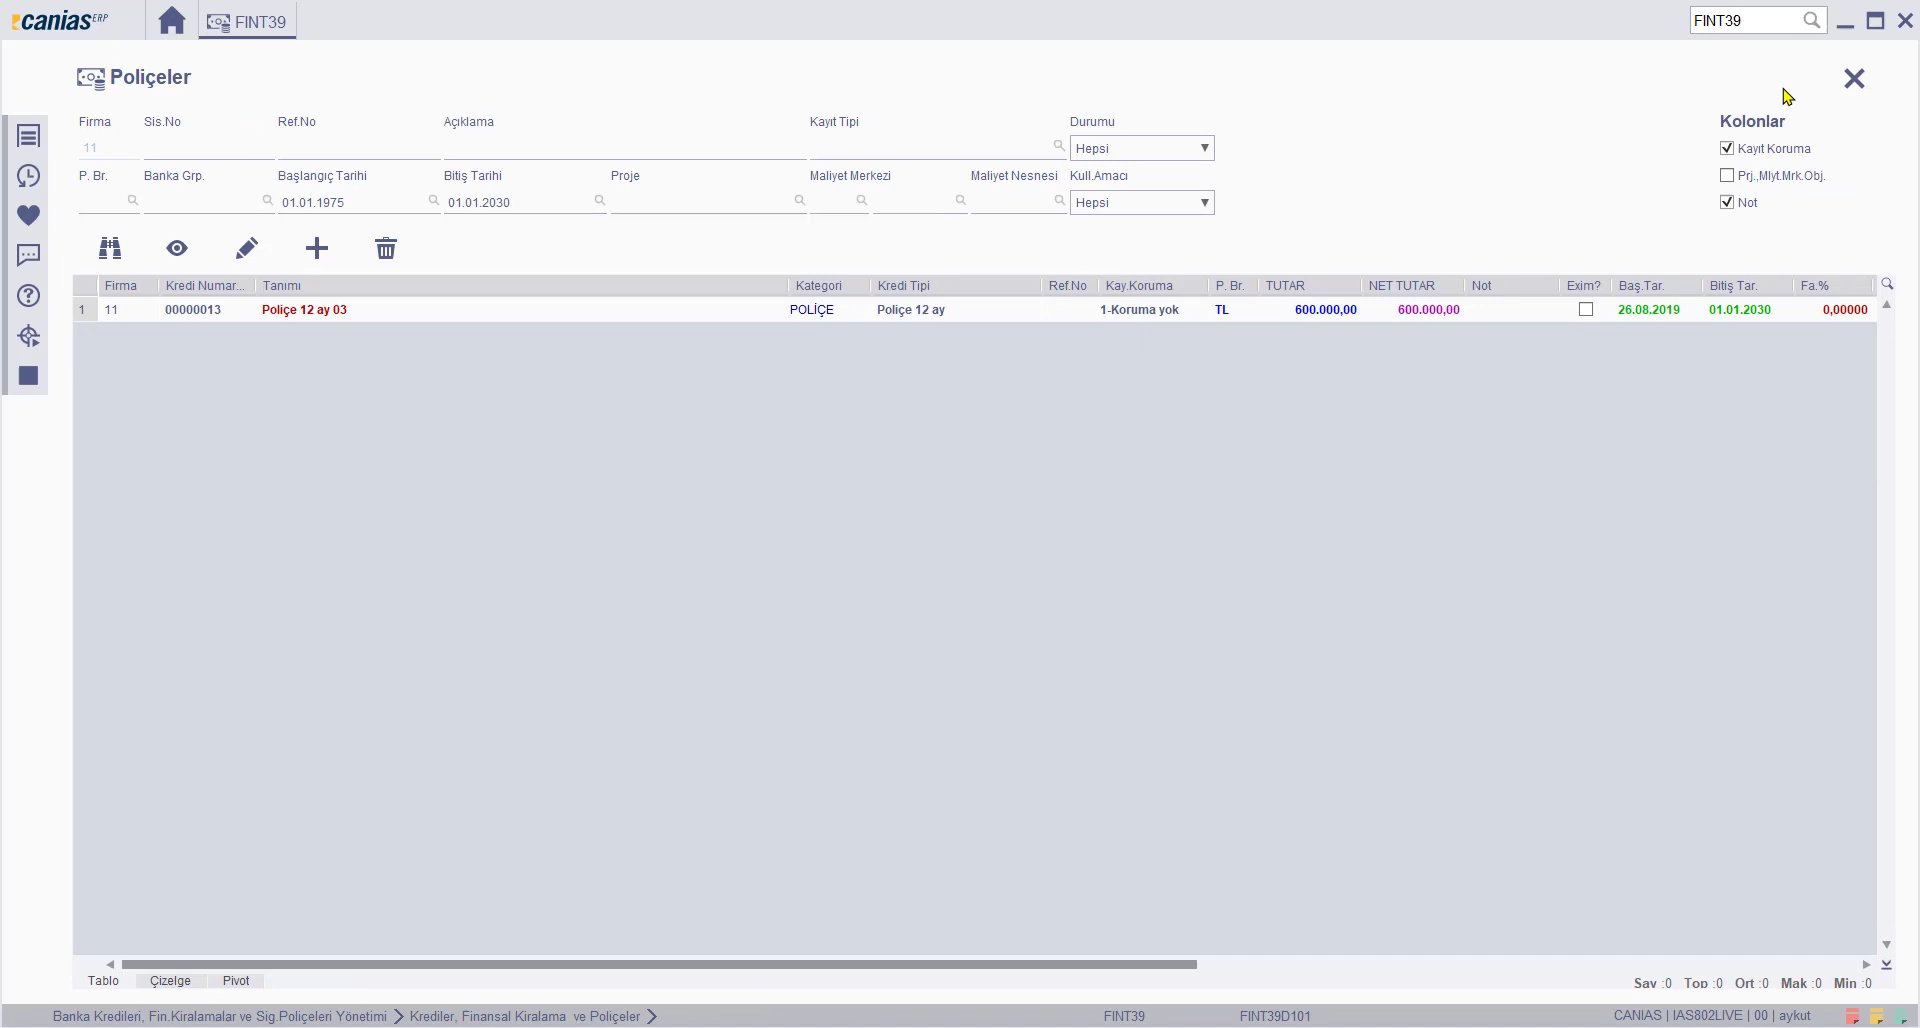 canias ERP
FINT39
FINT39
Poliçeler
Firma Sis.No Ref.No Açıklama Kayıt Tipi Durumu
Kolonlar
11 Hepsi
Kayıt Koruma
P. Br. Banka Grp. Başlangıç Tarihi Bitiş Tarihi Proje Maliyet Merkezi Maliyet Nesnesi Kull.Amacı
Prj.,Mlyt.Mrk.Obj.
01.01.1975 01.01.2030 Hepsi
Not
Firma Kredi Numar... Tanımı Kategori Kredi Tipi Ref.No Kay.Koruma P. Br. TUTAR NET TUTAR Not Exim? Baş.Tar. Bitiş Tar. Fa.%
1 11 00000013 Poliçe 12 ay 03 POLİÇE Poliçe 12 ay 1-Koruma yok TL 600.000,00 600.000,00 26.08.2019 01.01.2030 0,00000
Tablo Çizelge Pivot
Say :0 Top :0 Ort :0 Mak :0 Min :0
Banka Kredileri, Fin.Kiralamalar ve Sig.Poliçeleri Yönetimi Krediler, Finansal Kiralama ve Poliçeler FINT39 FINT39D101 CANIAS | IAS802LIVE | 00 | aykut